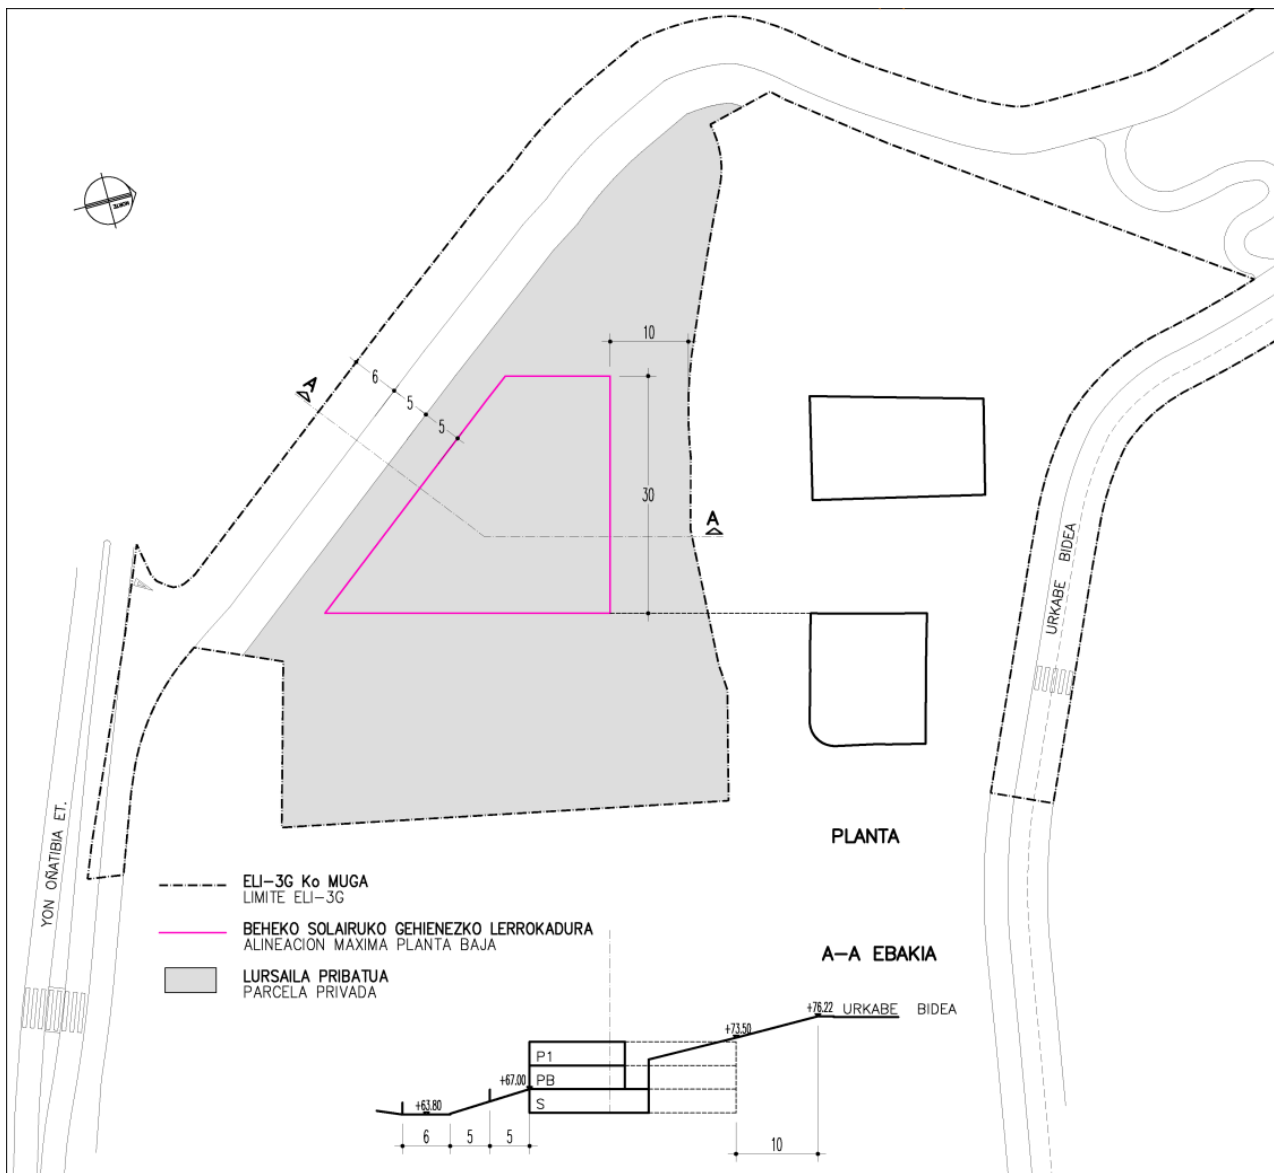 NORTE
10
A
6
5
5
30
A
URKABE BIDEA
YON OÑATIBIA ET.
PLANTA
ELI-3G Ko MUGA
LIMITE ELI-3G
BEHEKO SOLAIRUKO GEHIENEZKO LERROKADURA
ALINEACION MAXIMA PLANTA BAJA
LURSAILA PRIBATUA
PARCELA PRIVADA
A-A EBAKIA
+76.22 URKABE BIDEA
+73.50
P1
+67.00 PB
+63.80
S
6 5 5 10